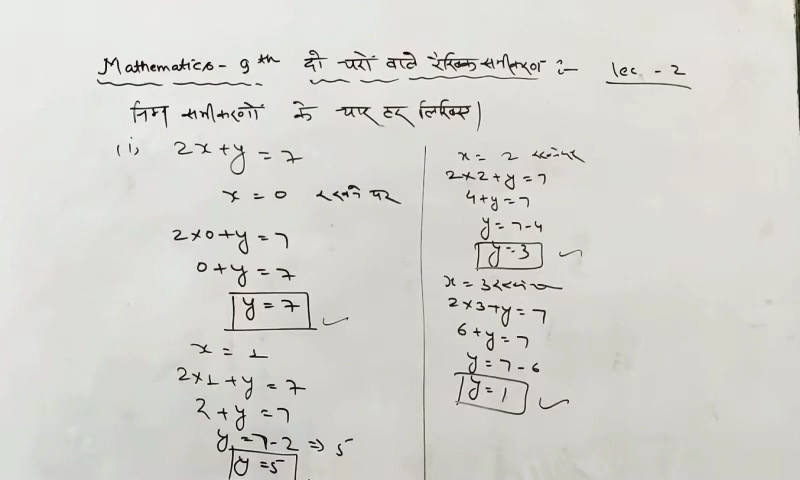 Mathematics - 9th दो चरों वाले रैखिक समीकरण :- Lec. - 2
निम्न समीकरणों के चार हल लिखिए।
(i) 2x+y=7
x = 0 रखने पर
2×0+y=7
0+y=7
y=7
x = 1
2×1+y=7
2+y=7
y=7-2 ⇒ 5
y=5
x = 2 रखने पर
2×2+y=7
4+y=7
y=7-4
y=3
x = 3 रखने पर
2×3+y=7
6+y=7
y=7-6
y=1